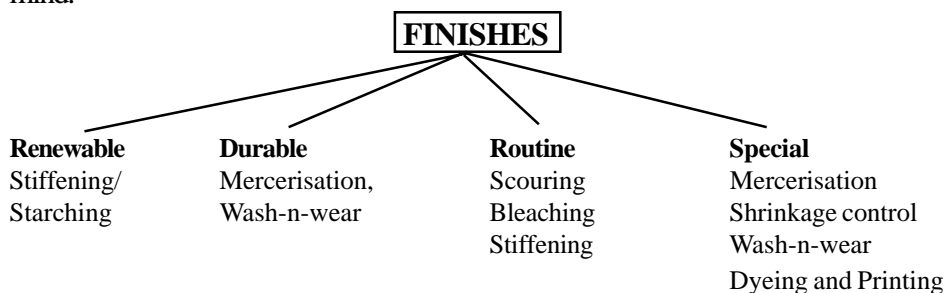 mind.
FINISHES
Renewable
Stiffening/
Starching
Durable
Mercerisation,
Wash-n-wear
Routine
Scouring
Bleaching
Stiffening
Special
Mercerisation
Shrinkage control
Wash-n-wear
Dyeing and Printing